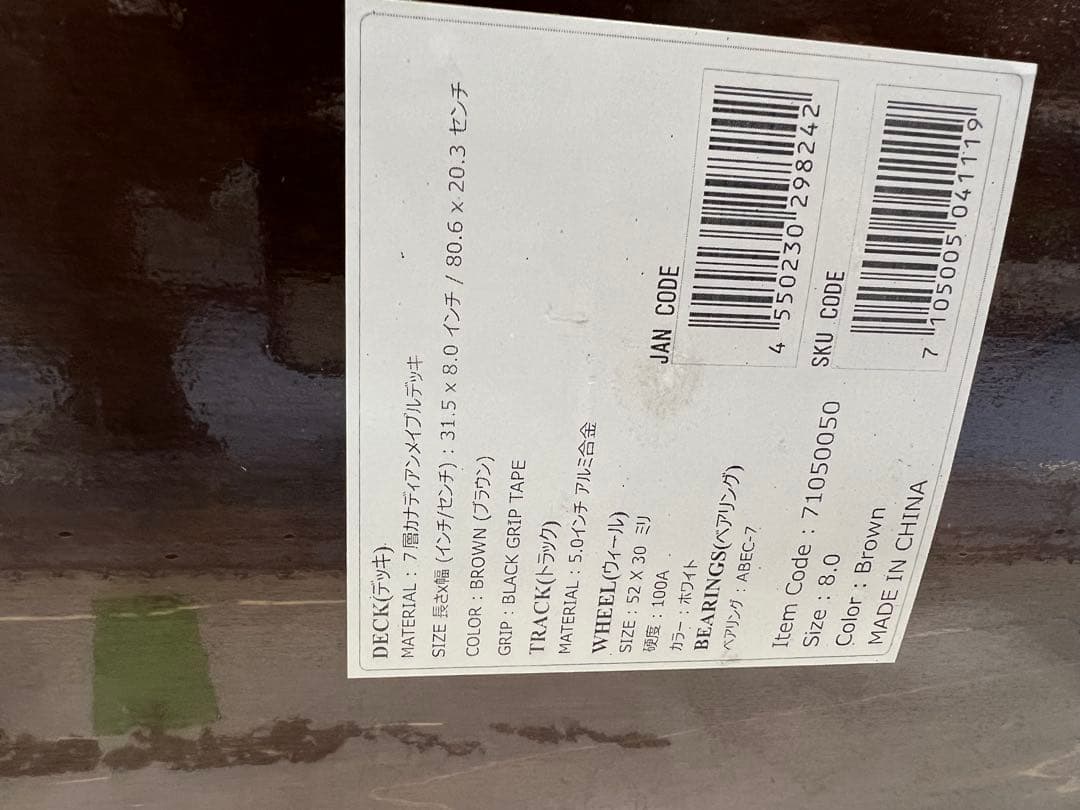 DECK(デッキ)
MATERIAL : 7層カナディアンメイプルデッキ
SIZE 長さx幅 (インチ/センチ) : 31.5 x 8.0 インチ / 80.6 x 20.3 センチ
COLOR : BROWN (ブラウン)
GRIP : BLACK GRIP TAPE
TRACK(トラック)
MATERIAL : 5.0インチ アルミ合金
WHEEL(ウィール)
SIZE : 52 X 30 ミリ
硬度 : 100A
カラー : ホワイト
BEARINGS(ベアリング)
ベアリング : ABEC-7
Item Code : 71050050
Size : 8.0
Color : Brown
MADE IN CHINA
JAN CODE
4 550230 298242
SKU CODE
7 105005 041119